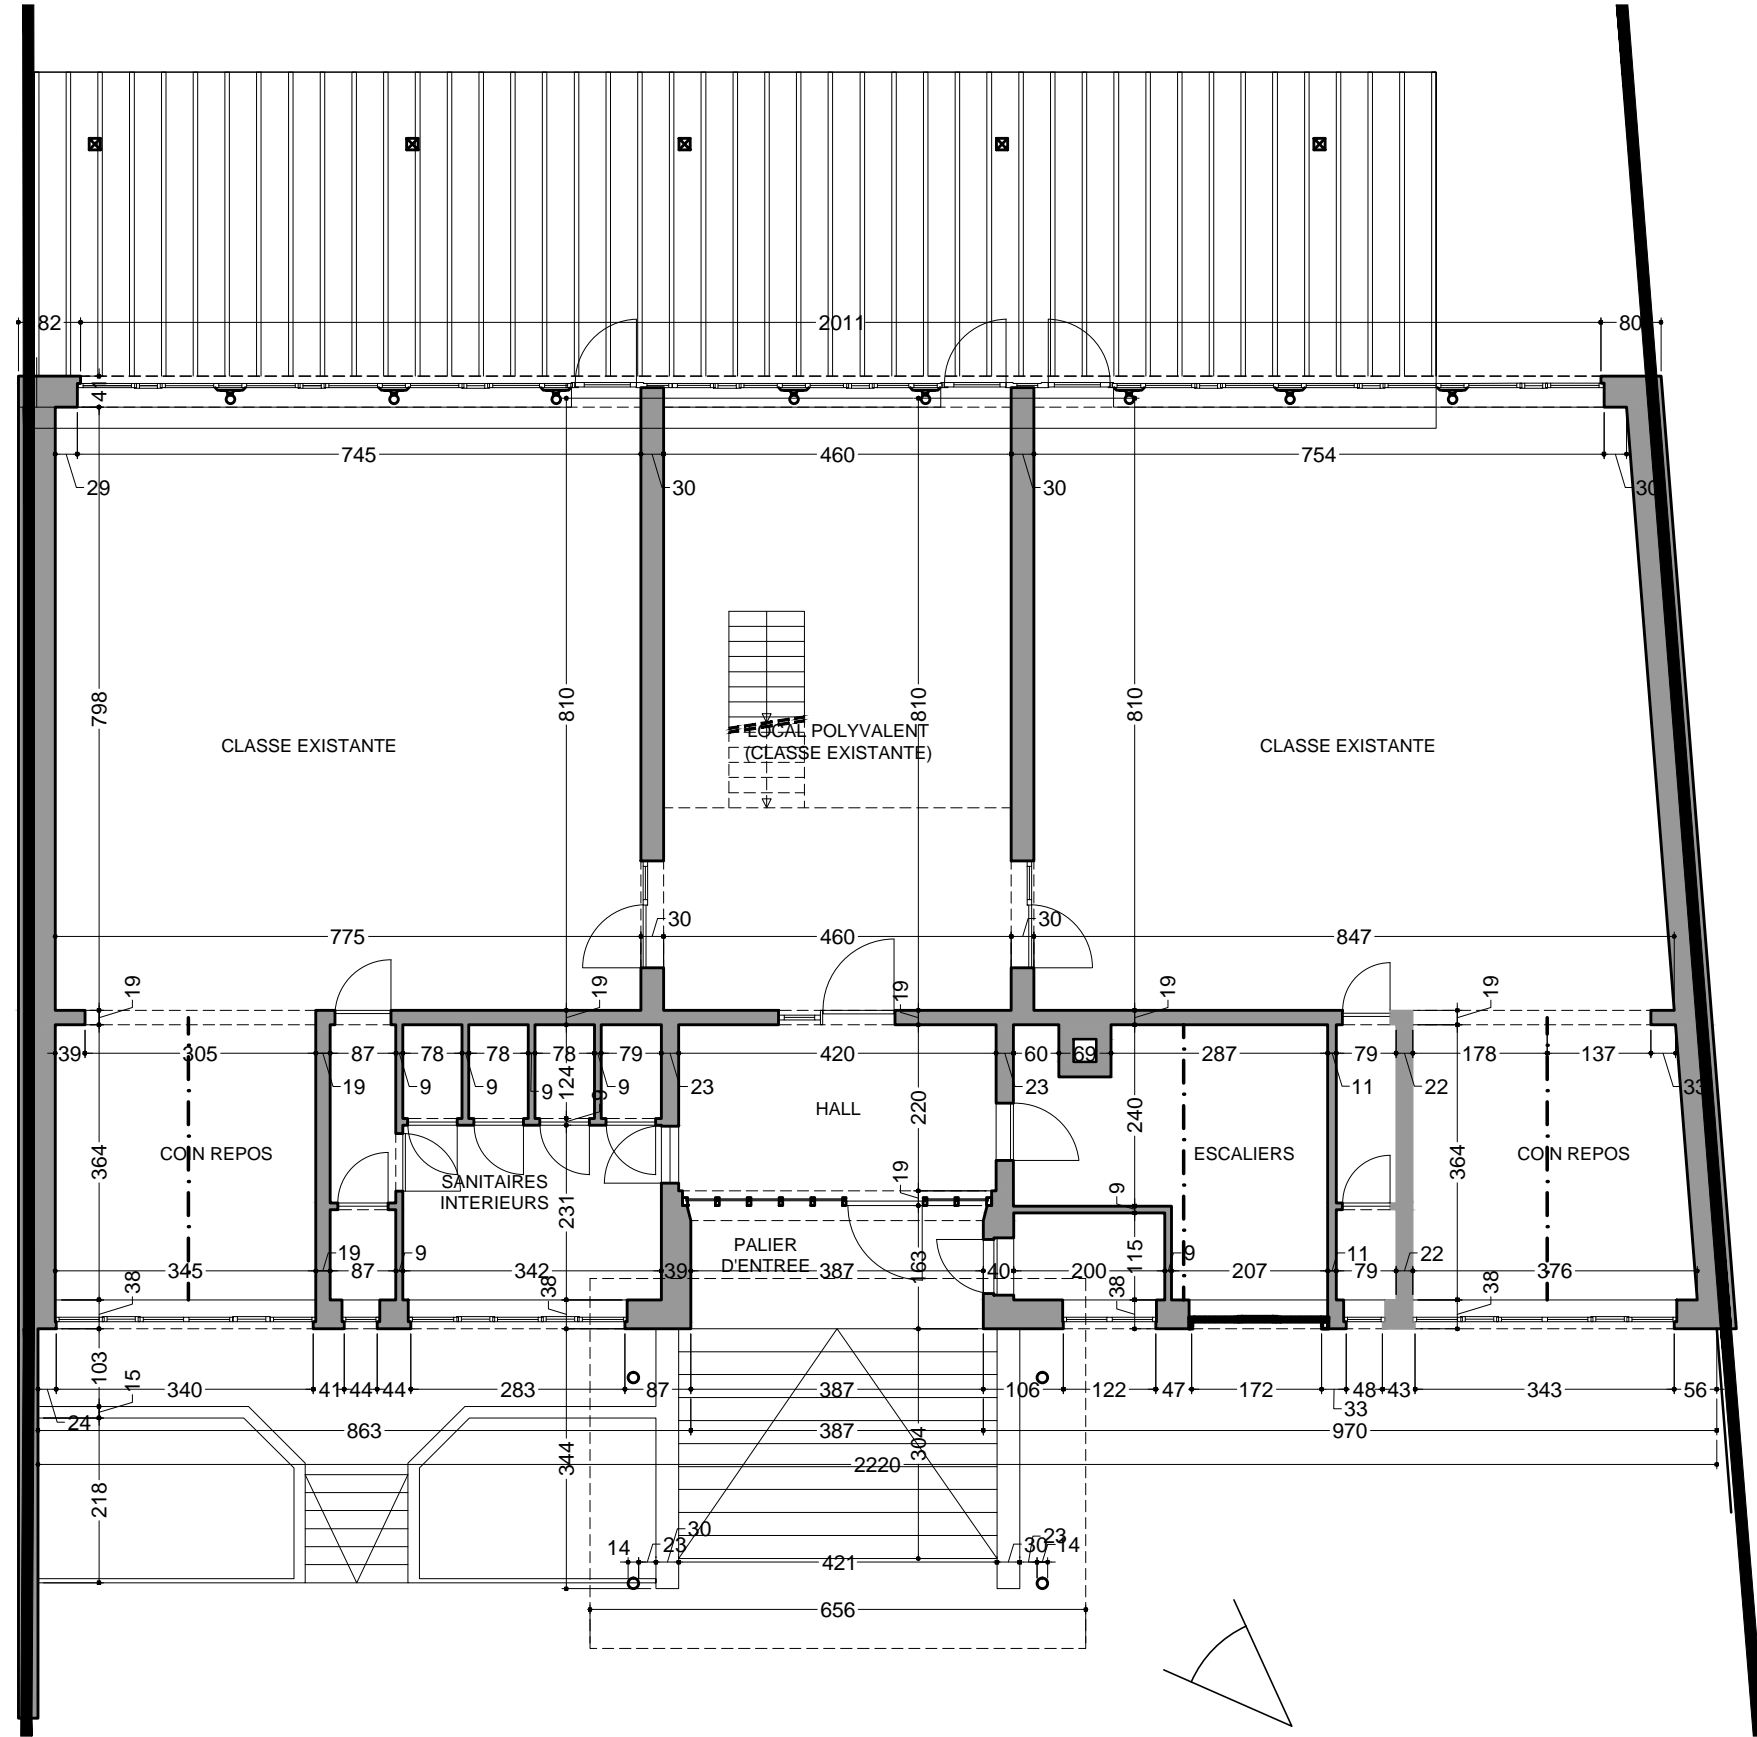 82 2011 80
41
745 460 754
29 30 30 30
798 810 810 810
CLASSE EXISTANTE
LOCAL POLYVALENT
(CLASSE EXISTANTE)
CLASSE EXISTANTE
30 30
775 460 847
19 19 19 19 19
39 305 87 78 78 78 79 420 60 69 287 79 178 137
19 9 9 9 9 23 23 11 22 33
124 9
HALL
220 240
364 364
COIN REPOS
ESCALIERS
COIN REPOS
SANITAIRES
INTERIEURS
19 9
231
PALIER
D'ENTREE
163 115
19 9 9 11 22
345 87 342 39 387 40 200 207 79 376
38 38 38 38
103 15
340 41 44 44 283 87 387 106 122 47 172 48 43 343 56
24 33
863 387 970
304
344 2220
218
30 23 14 30 23 14
421
656